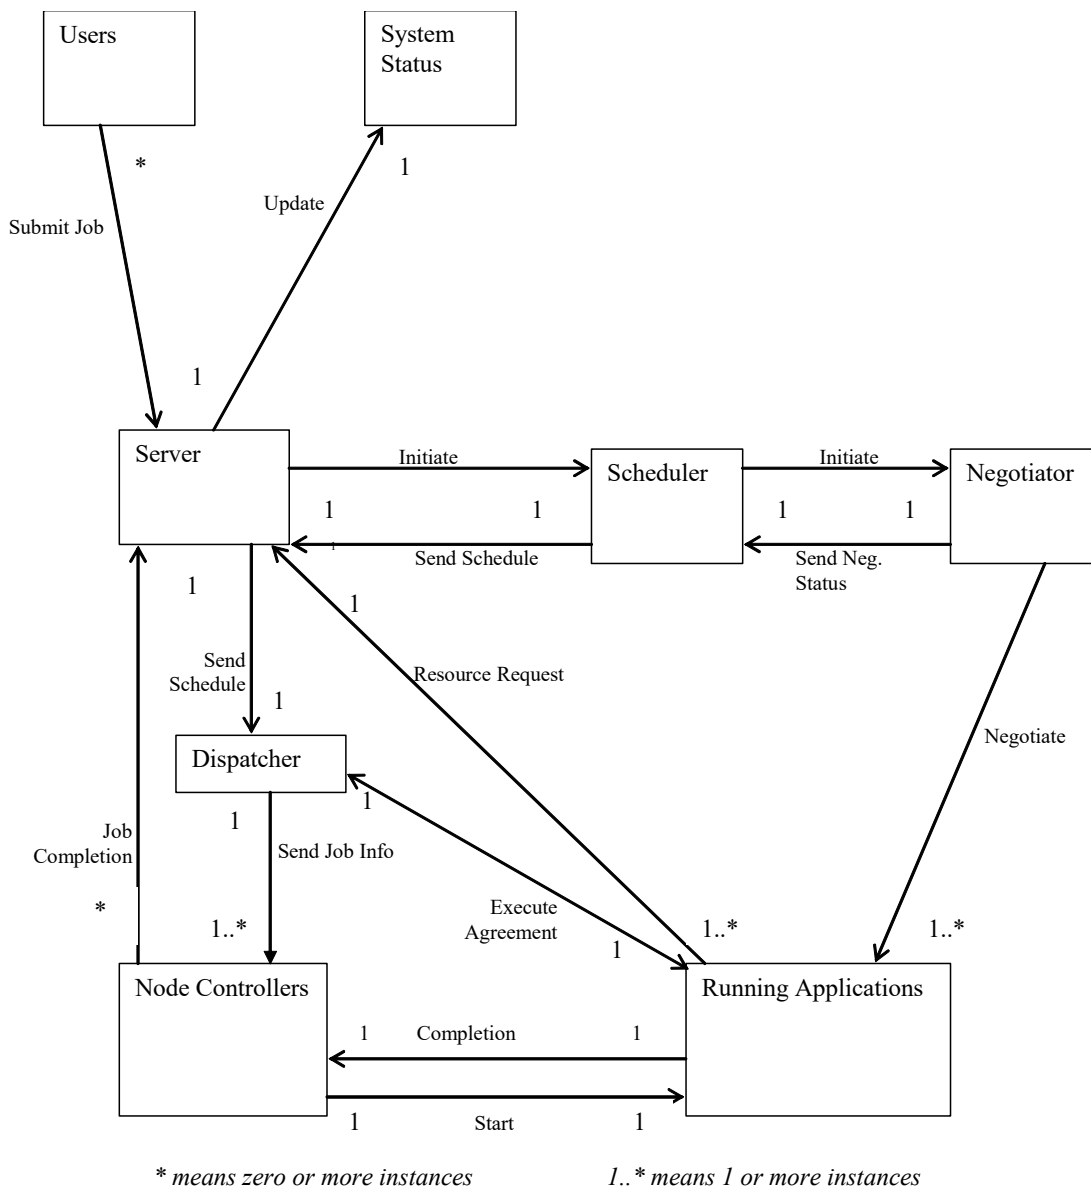 Users
System
Status
*
1
Update
Submit Job
1
Server
Initiate
Scheduler
Initiate
Negotiator
1
1
1
1
1
Send Schedule
Send Neg.
Status
1
1
Send
Schedule
Resource Request
1
Negotiate
Dispatcher
1
1
Job
Completion
Send Job Info
*
1..*
Execute
Agreement
1
1..*
1..*
Node Controllers
Running Applications
1
Completion
1
1
Start
1
* means zero or more instances
1..* means 1 or more instances